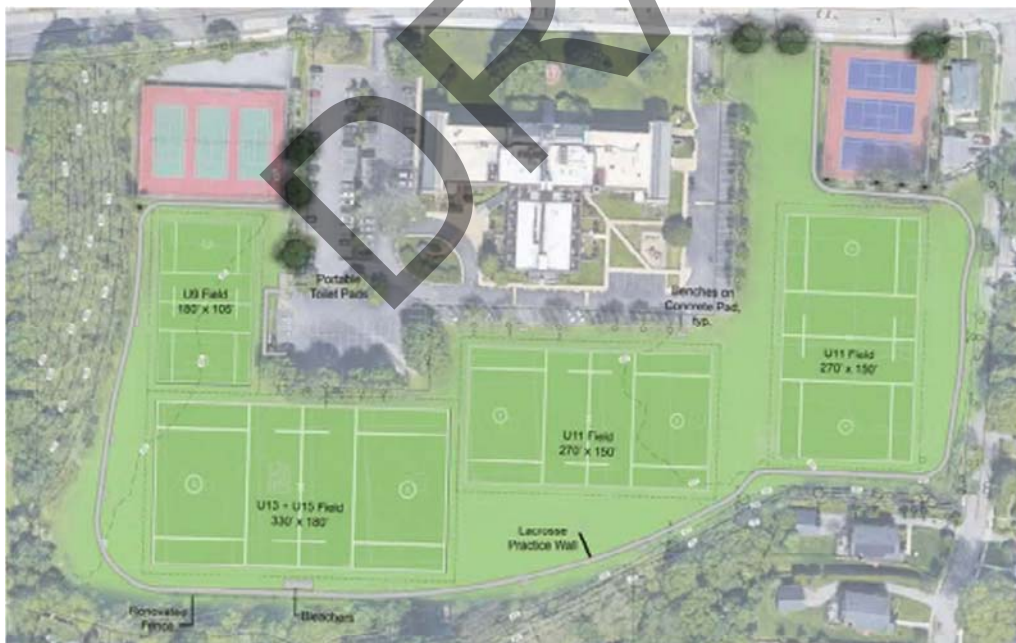 DRA
Portable
Toilet Pads
Benches on
Concrete Pad,
typ.
U9 Field
180' x 105'
U11 Field
270' x 150'
U11 Field
270' x 150'
U13 + U15 Field
330' x 180'
Lacrosse
Practice Wall
Renovated
Fence
Bleachers